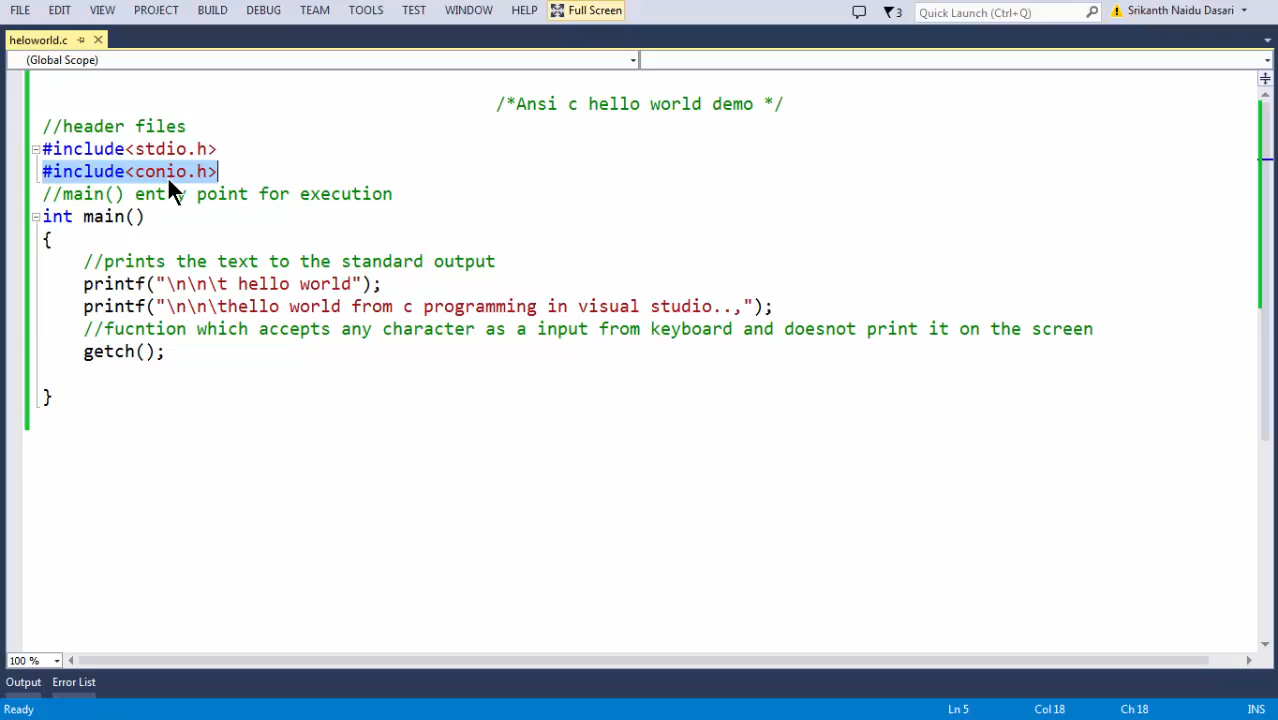 FILE EDIT VIEW PROJECT BUILD DEBUG TEAM TOOLS TEST WINDOW HELP Full Screen 3 Quick Launch (Ctrl+Q) Srikanth Naidu Dasari
heloworld.c
(Global Scope)
/*Ansi c hello world demo */
//header files
#include<stdio.h>
#include<conio.h>
//main() entry point for execution
int main()
{
//prints the text to the standard output
printf("\n\n\t hello world");
printf("\n\n\thello world from c programming in visual studio..,");
//fucntion which accepts any character as a input from keyboard and doesnot print it on the screen
getch();
}
100 %
Output Error List
Ready Ln 5 Col 18 Ch 18 INS